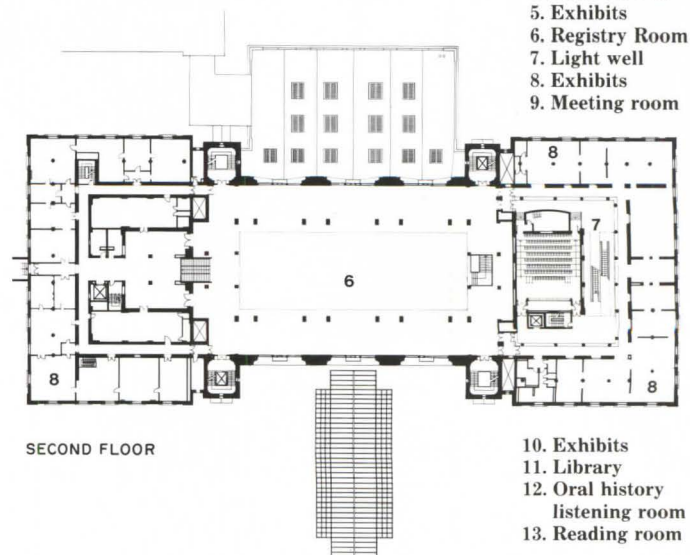 5. Exhibits
6. Registry Room
7. Light well
8. Exhibits
9. Meeting room
8
7
6
8
8
SECOND FLOOR
10. Exhibits
11. Library
12. Oral history
listening room
13. Reading room